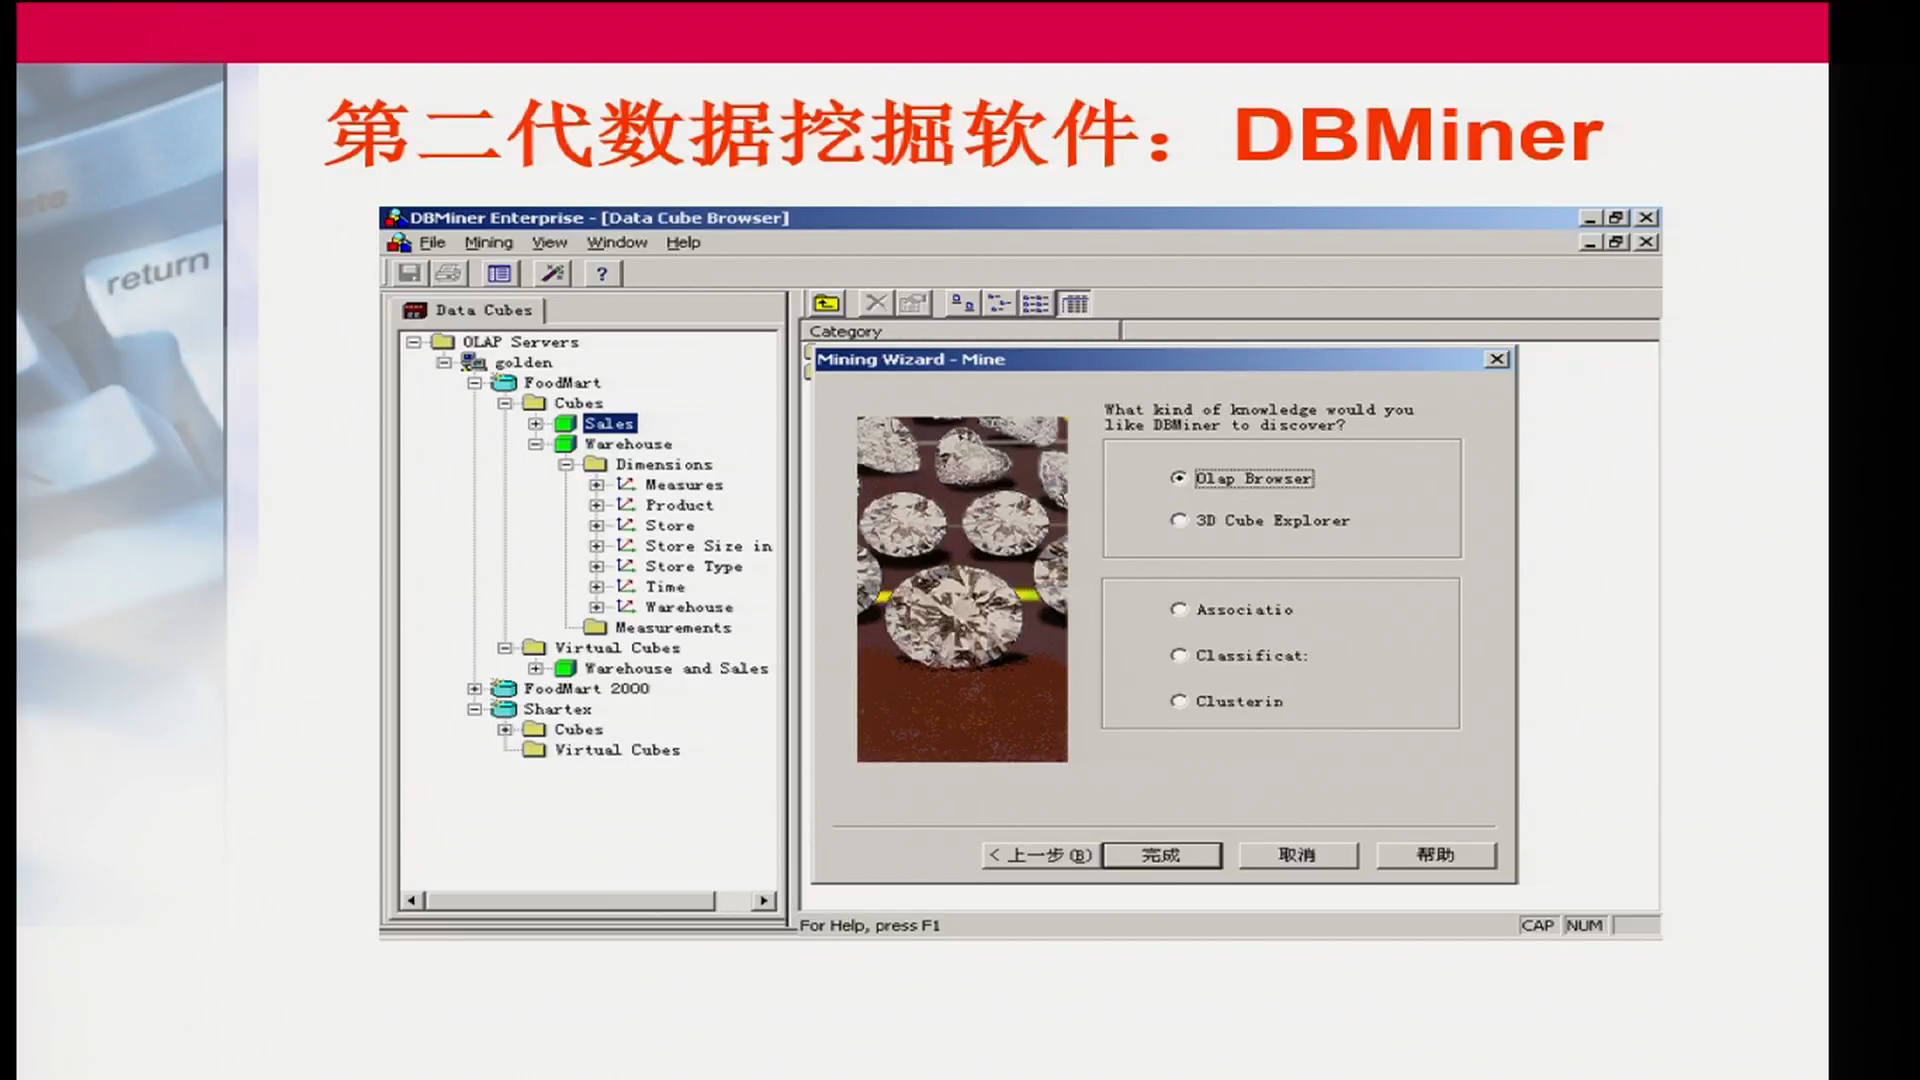 第二代数据挖掘软件：DBMiner
DBMiner Enterprise - [Data Cube Browser]
File Mining View Window Help
Data Cubes
OLAP Servers
golden
FoodMart
Cubes
Sales
Warehouse
Dimensions
Measures
Product
Store
Store Size in
Store Type
Time
Warehouse
Measurements
Virtual Cubes
Warehouse and Sales
FoodMart 2000
Shartex
Cubes
Virtual Cubes
Category
Mining Wizard - Mine
What kind of knowledge would you
like DBMiner to discover?
Olap Browser
3D Cube Explorer
Associatio
Classificat:
Clusterin
< 上一步(B) 完成 取消 帮助
For Help, press F1
CAP NUM
return